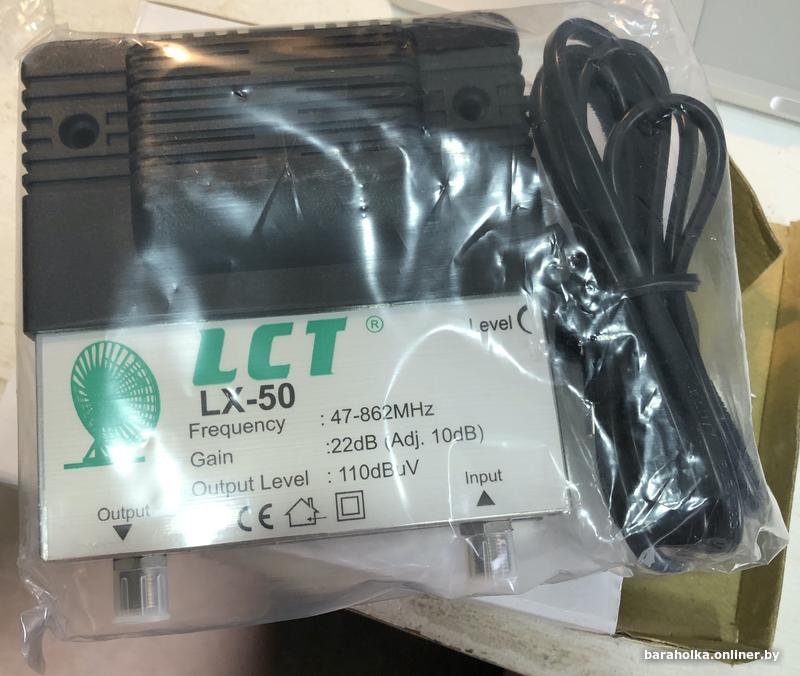 LCT ®
Level
LX-50
Frequency : 47-862MHz
Gain :22dB (Adj. 10dB)
Output Level : 110dBuV
Output
Input
CE
baraholka.onliner.by